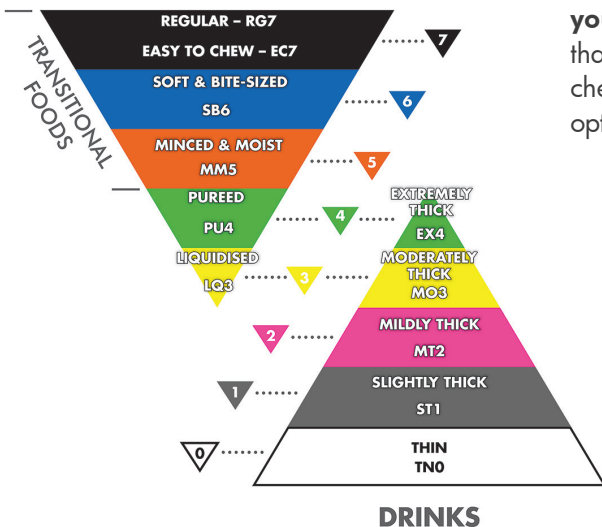 REGULAR – RG7
EASY TO CHEW – EC7
7
SOFT & BITE-SIZED
SB6
6
TRANSITIONAL
FOODS
MINCED & MOIST
MM5
5
PUREED
PU4
4
EXTREMELY
THICK
EX4
LIQUIDISED
LQ3
3
MODERATELY
THICK
MO3
2
MILDLY THICK
MT2
1
SLIGHTLY THICK
ST1
0
THIN
TN0
DRINKS